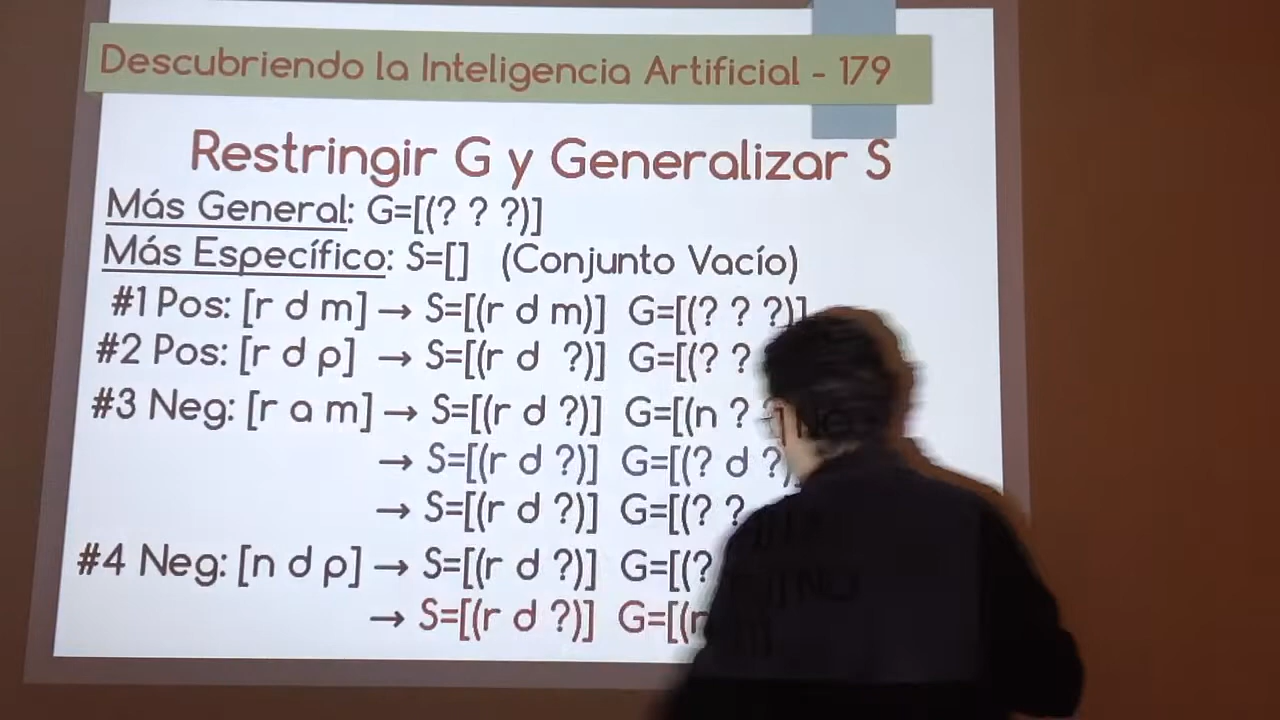 Descubriendo la Inteligencia Artificial - 179
Restringir G y Generalizar S
Más General: G=[(? ? ?)]
Más Específico: S=[] (Conjunto Vacío)
#1 Pos: [r d m] → S=[(r d m)] G=[(? ? ?)]
#2 Pos: [r d p] → S=[(r d ?)] G=[(? ?
#3 Neg: [r a m] → S=[(r d ?)] G=[(n ?
→ S=[(r d ?)] G=[(? d ?)]
→ S=[(r d ?)] G=[(? ?
#4 Neg: [n d p] → S=[(r d ?)] G=[(?
→ S=[(r d ?)] G=[(r